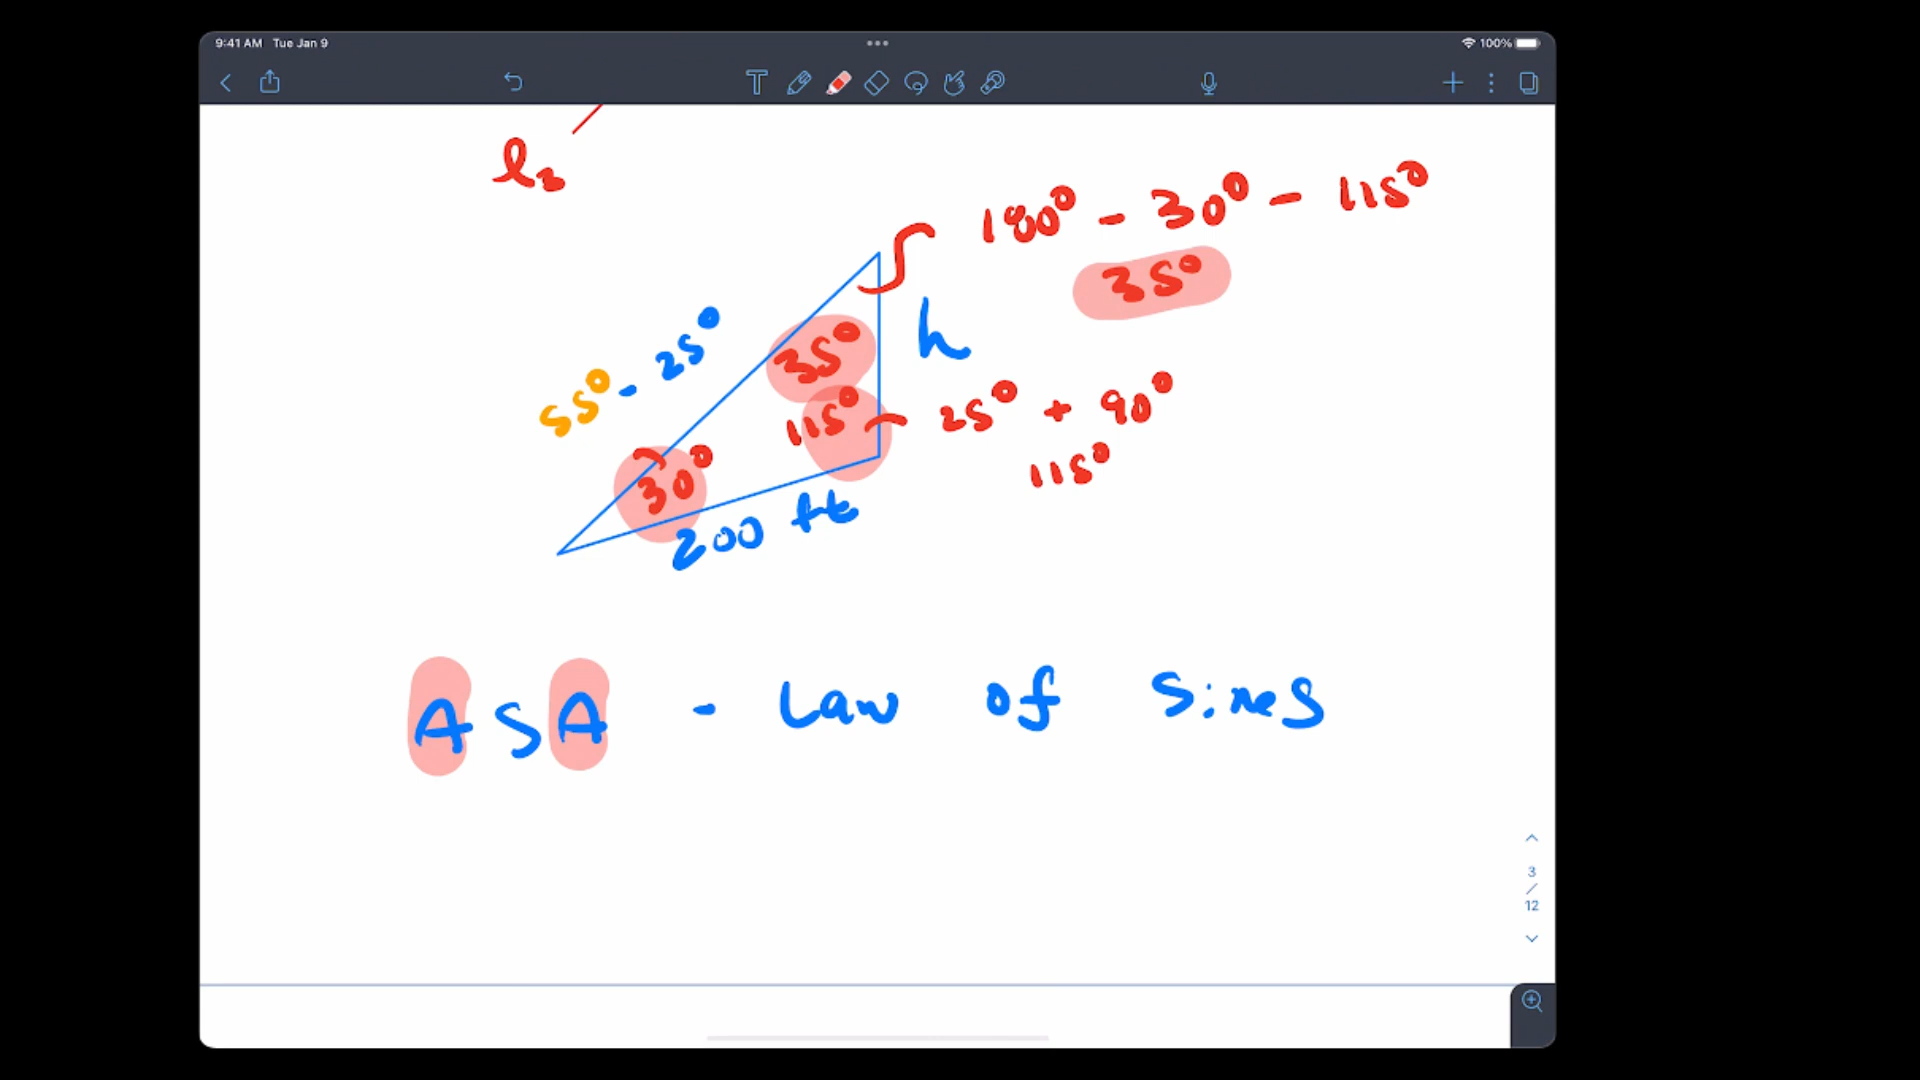 9:41 AM Tue Jan 9
100%
l₃
180° - 30° - 115°
35°
55° - 25°
35°
h
115°
25° + 90°
115°
30°
200 ft
ASA - Law of Sines
3
/
12